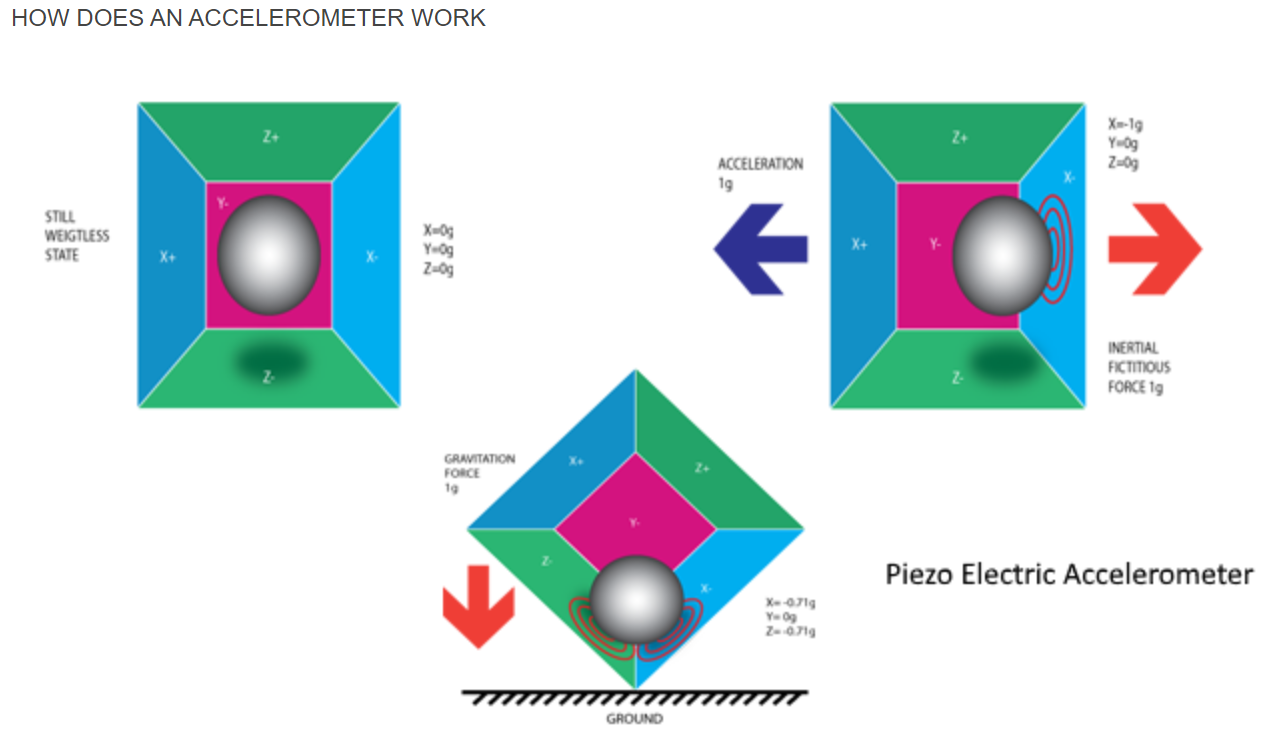 HOW DOES AN ACCELEROMETER WORK
STILL
WEIGTLESS
STATE
Z+
Y-
X+
X-
Z-
X=0g
Y=0g
Z=0g
ACCELERATION
1g
Z+
X-
X+
Y-
Z-
X=-1g
Y=0g
Z=0g
INERTIAL
FICTITIOUS
FORCE 1g
GRAVITATION
FORCE
1g
X+
Z+
Y-
Z-
X-
X= -0.71g
Y= 0g
Z= -0.71g
GROUND
Piezo Electric Accelerometer